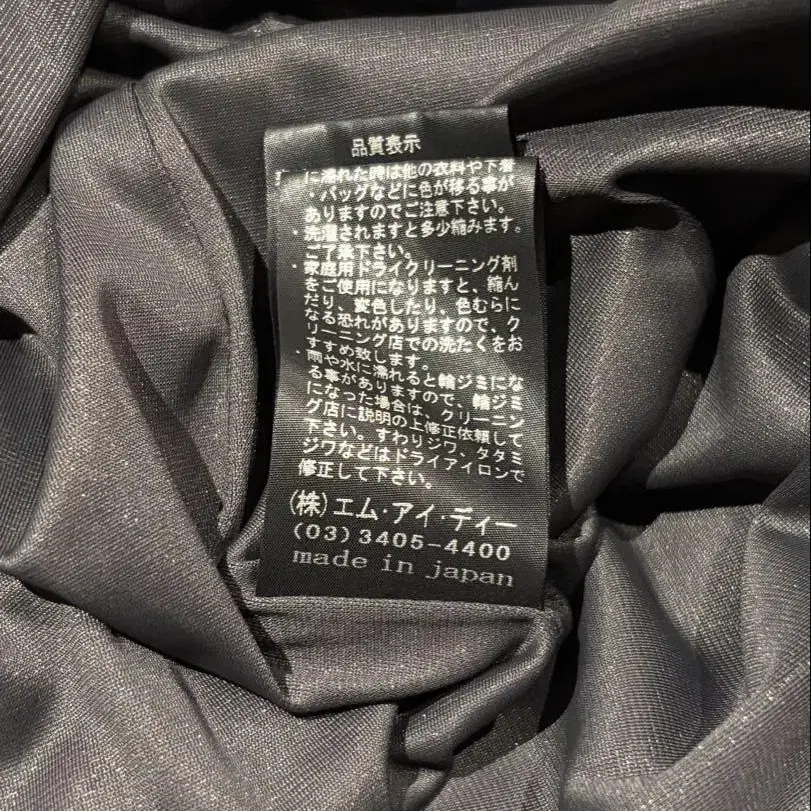 品質表示
に濡れた時は他の衣料や下着
・バッグなどに色が移る事が
ありますのでご注意下さい。
・洗濯されますと多少縮みます。
ご了承下さい。
・家庭用ドライクリーニング剤
をご使用になりますと、縮ん
だり、変色したり、色むらに
なる恐れがありますので、ク
リーニング店での洗たくをお
すすめ致します。
・雨や水に濡れると輪ジミにな
る事がありますので、輪ジミ
になった場合は、クリーニン
グ店に説明の上修正依頼して
下さい。すわりジワ、タタミ
ジワなどはドライアイロンで
修正して下さい。
(株)エム・アイ・ディー
(03)3405-4400
made in japan